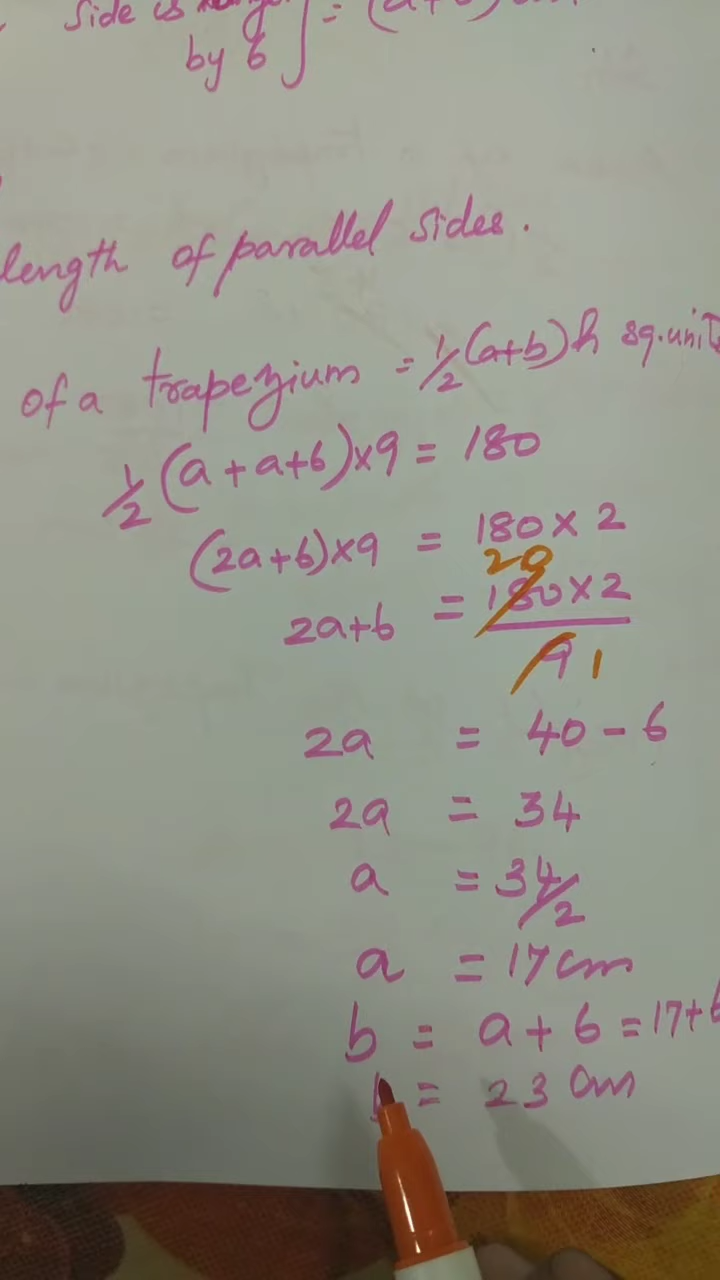 side is
by 6 } = (a+6)
length of parallel sides.
of a trapezium = 1/2 (a+b) h sq.units
1/2 (a+a+6)×9 = 180
(2a+6)×9 = 180×2
20
2a+6 = 180×2
9 1
2a = 40-6
2a = 34
a = 34/2
a = 17cm
b = a+6 = 17+6
b = 23 cm